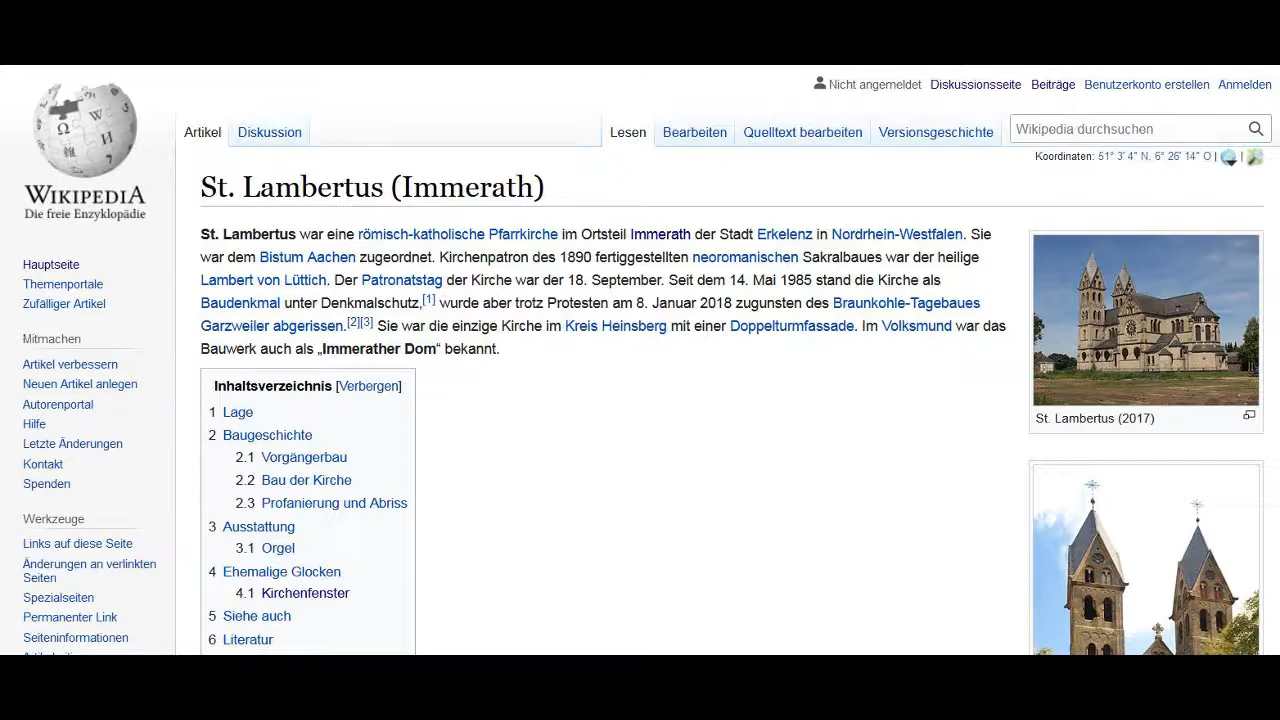 Nicht angemeldet Diskussionsseite Beiträge Benutzerkonto erstellen Anmelden
Artikel Diskussion Lesen Bearbeiten Quelltext bearbeiten Versionsgeschichte Wikipedia durchsuchen
Koordinaten: 51° 3′ 4″ N, 6° 26′ 14″ O | |
WIKIPEDIA
Die freie Enzyklopädie
Hauptseite
Themenportale
Zufälliger Artikel
Mitmachen
Artikel verbessern
Neuen Artikel anlegen
Autorenportal
Hilfe
Letzte Änderungen
Kontakt
Spenden
Werkzeuge
Links auf diese Seite
Änderungen an verlinkten
Seiten
Spezialseiten
Permanenter Link
Seiteninformationen
St. Lambertus (Immerath)
St. Lambertus war eine römisch-katholische Pfarrkirche im Ortsteil Immerath der Stadt Erkelenz in Nordrhein-Westfalen. Sie
war dem Bistum Aachen zugeordnet. Kirchenpatron des 1890 fertiggestellten neoromanischen Sakralbaues war der heilige
Lambert von Lüttich. Der Patronatstag der Kirche war der 18. September. Seit dem 14. Mai 1985 stand die Kirche als
Baudenkmal unter Denkmalschutz,[1] wurde aber trotz Protesten am 8. Januar 2018 zugunsten des Braunkohle-Tagebaues
Garzweiler abgerissen.[2][3] Sie war die einzige Kirche im Kreis Heinsberg mit einer Doppelturmfassade. Im Volksmund war das
Bauwerk auch als „Immerather Dom“ bekannt.
Inhaltsverzeichnis [Verbergen]
1 Lage
2 Baugeschichte
2.1 Vorgängerbau
2.2 Bau der Kirche
2.3 Profanierung und Abriss
3 Ausstattung
3.1 Orgel
4 Ehemalige Glocken
4.1 Kirchenfenster
5 Siehe auch
6 Literatur
St. Lambertus (2017)